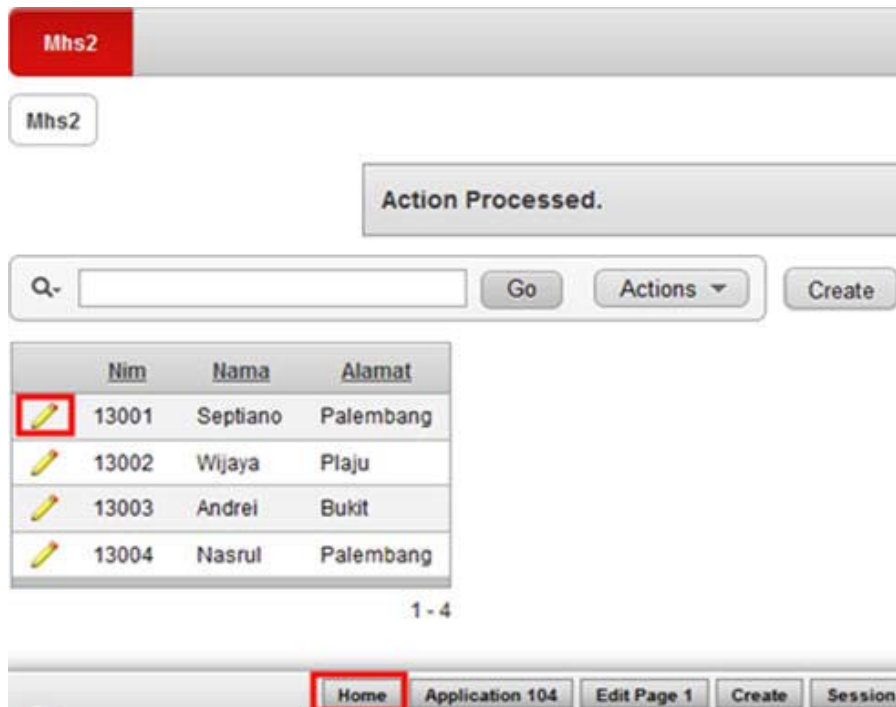 Mhs2
Mhs2
Action Processed.
Go Actions Create
Nim Nama Alamat
13001 Septiano Palembang
13002 Wijaya Plaju
13003 Andrei Bukit
13004 Nasrul Palembang
1 - 4
Home Application 104 Edit Page 1 Create Session